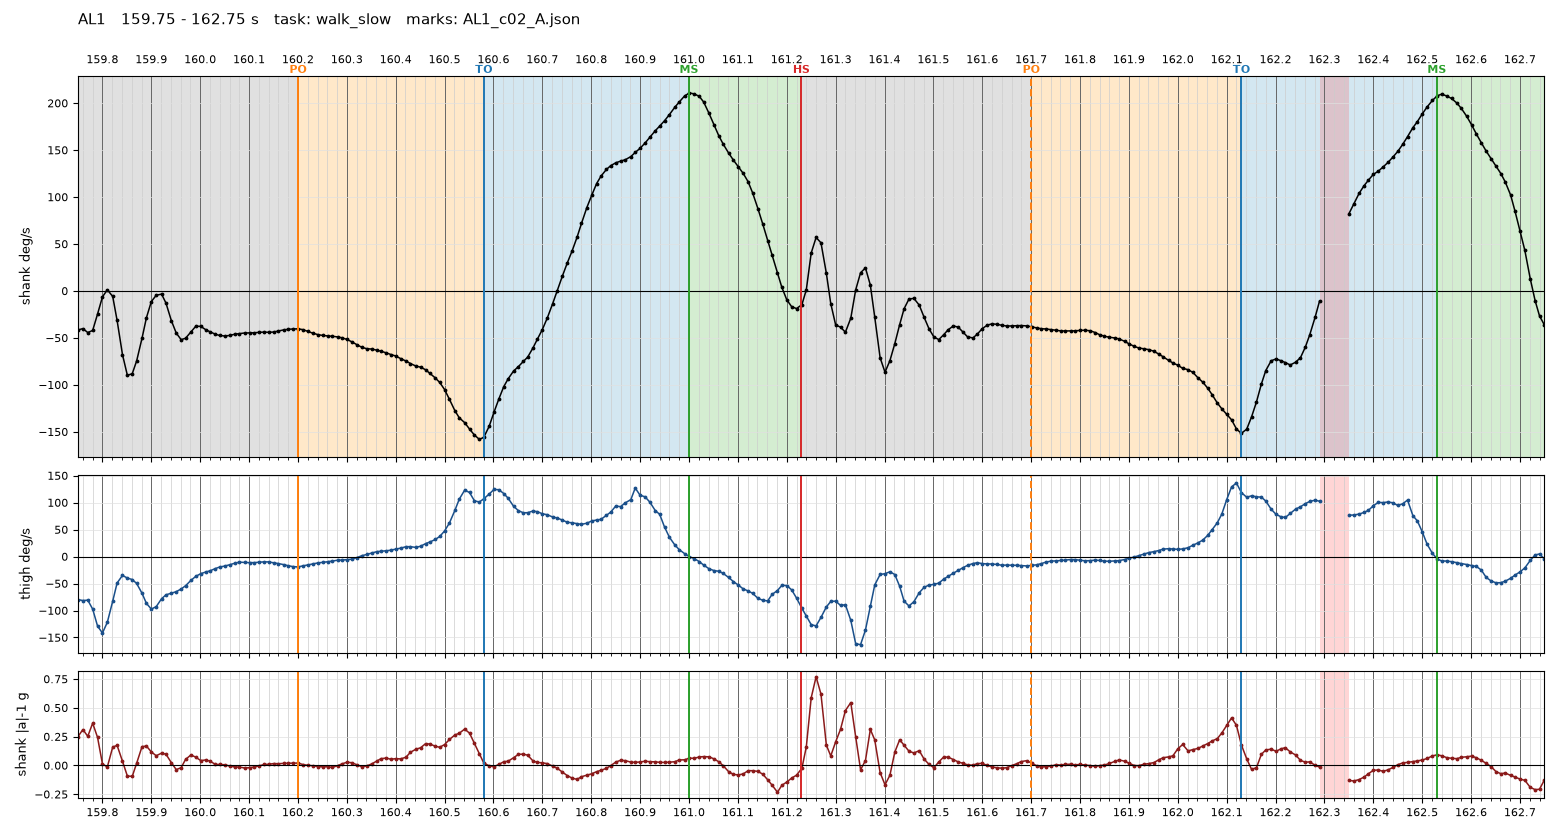 AL1   159.75 - 162.75 s   task: walk_slow   marks: AL1_c02_A.json
159.8 159.9 160.0 160.1 160.2 160.3 160.4 160.5 160.6 160.7 160.8 160.9 161.0 161.1 161.2 161.3 161.4 161.5 161.6 161.7 161.8 161.9 162.0 162.1 162.2 162.3 162.4 162.5 162.6 162.7
PO TO MS HS PO TO MS
shank deg/s
200
150
100
50
0
−50
−100
−150
thigh deg/s
150
100
50
0
−50
−100
−150
shank |a|-1 g
0.75
0.50
0.25
0.00
−0.25
159.8 159.9 160.0 160.1 160.2 160.3 160.4 160.5 160.6 160.7 160.8 160.9 161.0 161.1 161.2 161.3 161.4 161.5 161.6 161.7 161.8 161.9 162.0 162.1 162.2 162.3 162.4 162.5 162.6 162.7